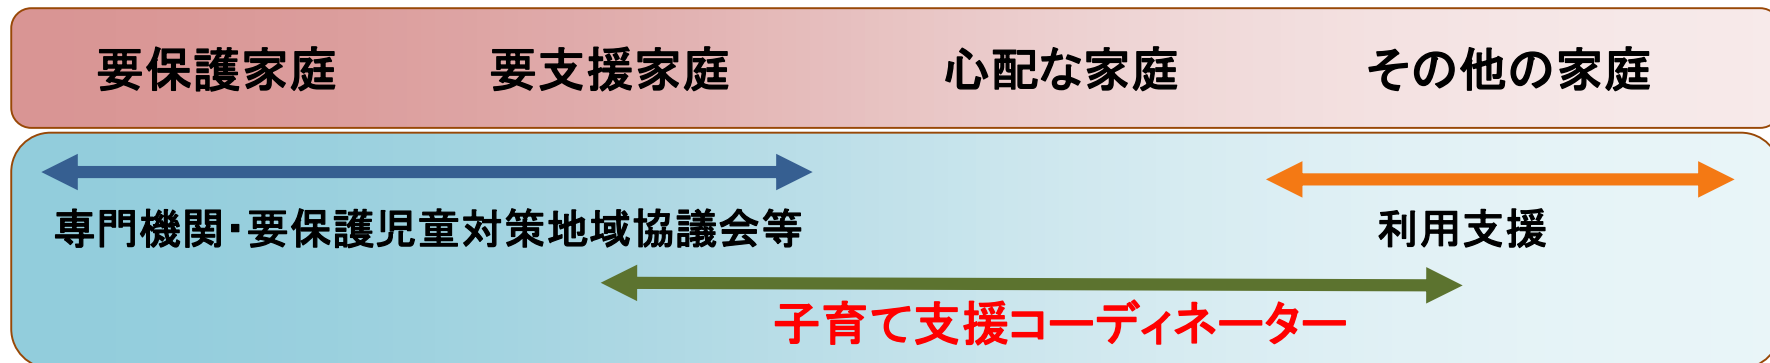 要保護家庭 要支援家庭 心配な家庭 その他の家庭
専門機関・要保護児童対策地域協議会等 利用支援
子育て支援コーディネーター